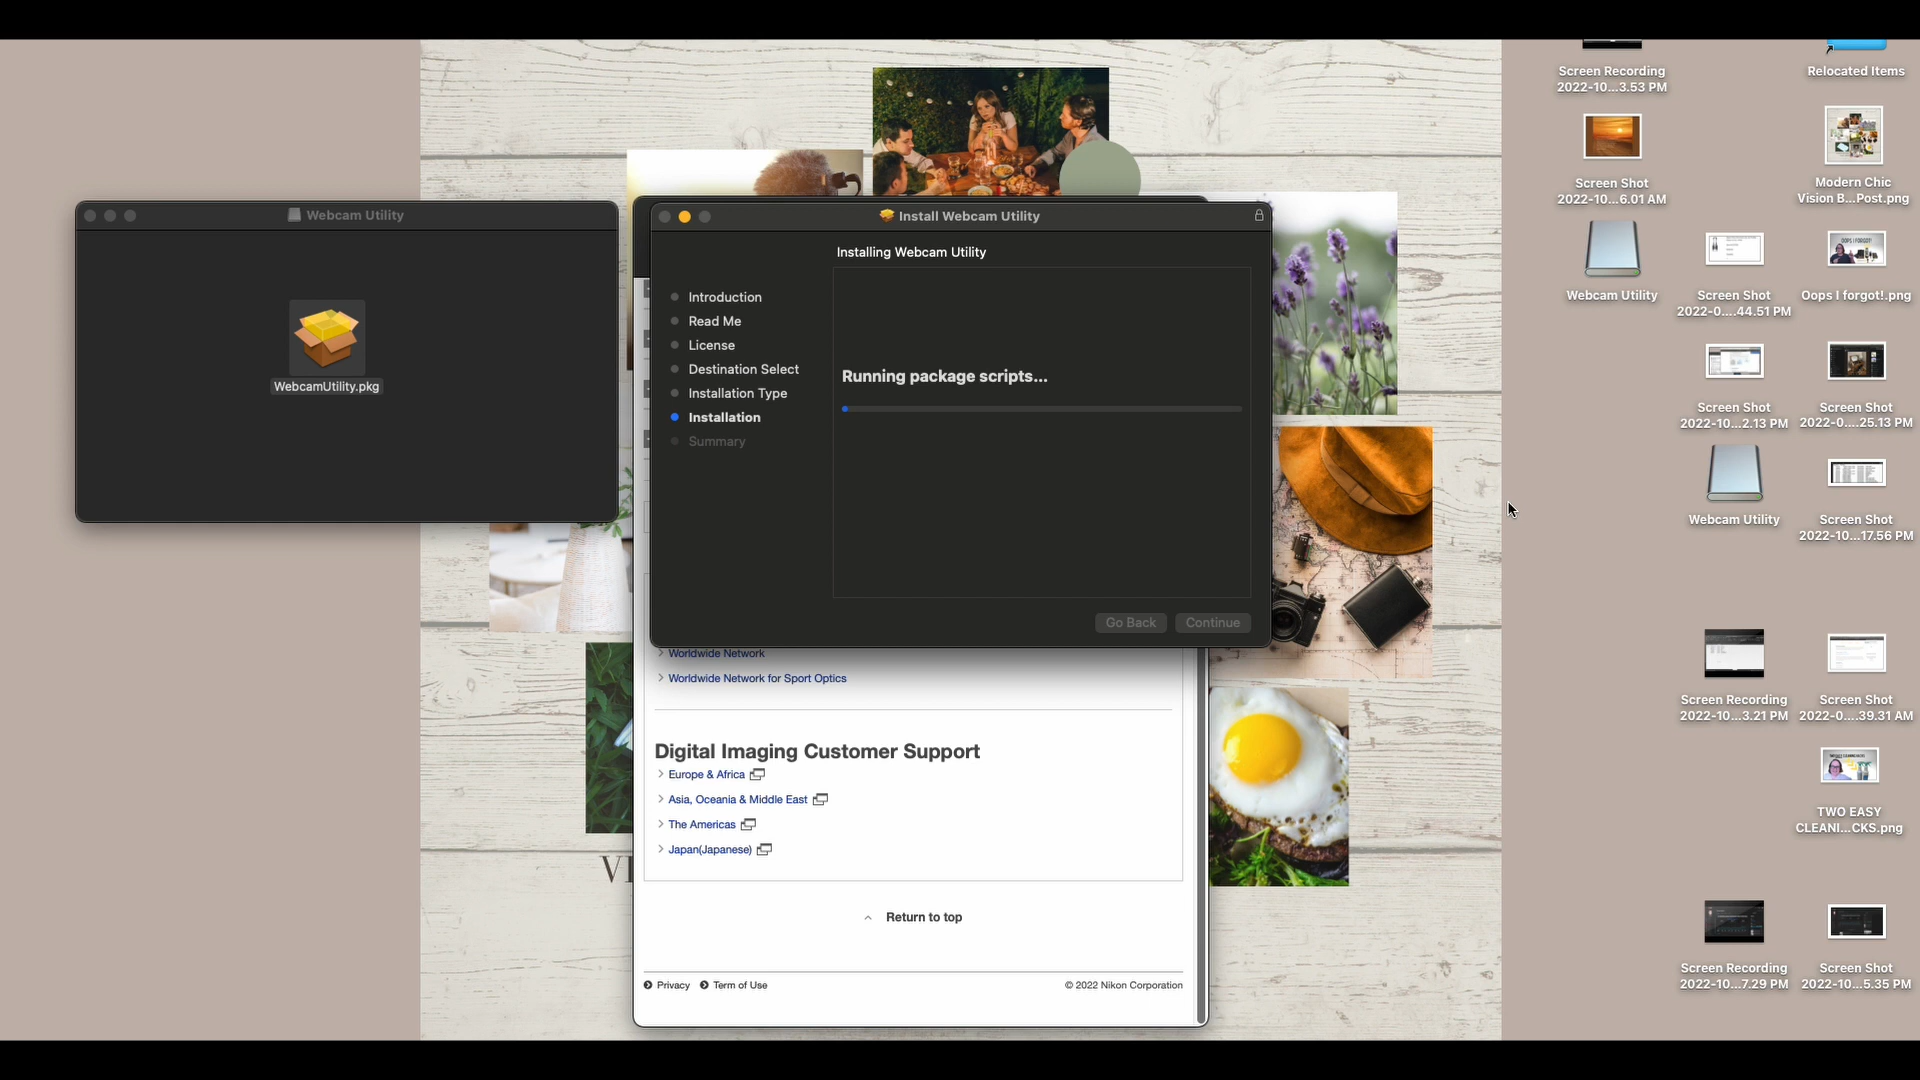 Webcam Utility
WebcamUtility.pkg
Install Webcam Utility
Installing Webcam Utility
Introduction
Read Me
License
Destination Select
Installation Type
Installation
Summary
Running package scripts...
Go Back
Continue
Worldwide Network
Worldwide Network for Sport Optics
Digital Imaging Customer Support
Europe & Africa
Asia, Oceania & Middle East
The Americas
Japan(Japanese)
Return to top
Privacy
Term of Use
© 2022 Nikon Corporation
Screen Recording
2022-10...3.53 PM
Relocated Items
Screen Shot
2022-10...6.01 AM
Modern Chic
Vision B...Post.png
Webcam Utility
Screen Shot
2022-0....44.51 PM
OOPS I FORGOT!
Oops I forgot!.png
Screen Shot
2022-10...2.13 PM
Screen Shot
2022-0....25.13 PM
Webcam Utility
Screen Shot
2022-10...17.56 PM
Screen Recording
2022-10...3.21 PM
Screen Shot
2022-0....39.31 AM
TWO EASY
CLEANI...CKS.png
Screen Recording
2022-10...7.29 PM
Screen Shot
2022-10...5.35 PM